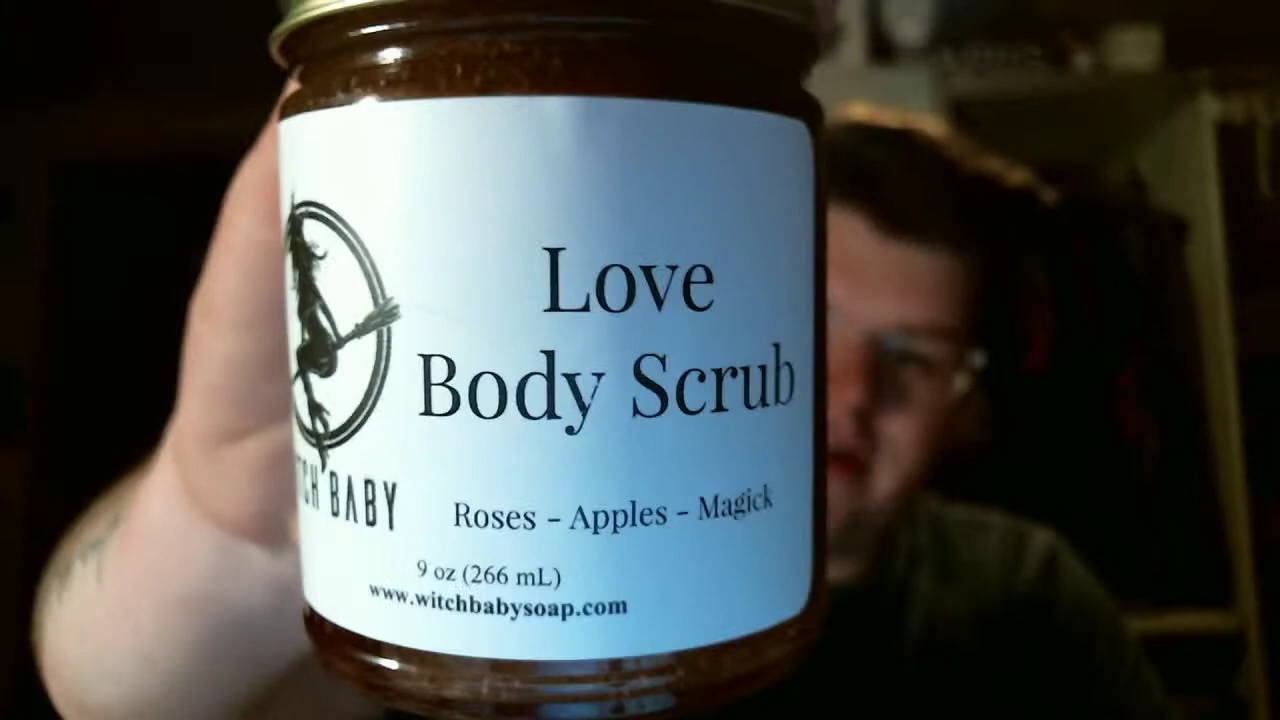 Love
Body Scrub
TCH BABY
Roses - Apples - Magick
9 oz (266 mL)
www.witchbabysoap.com